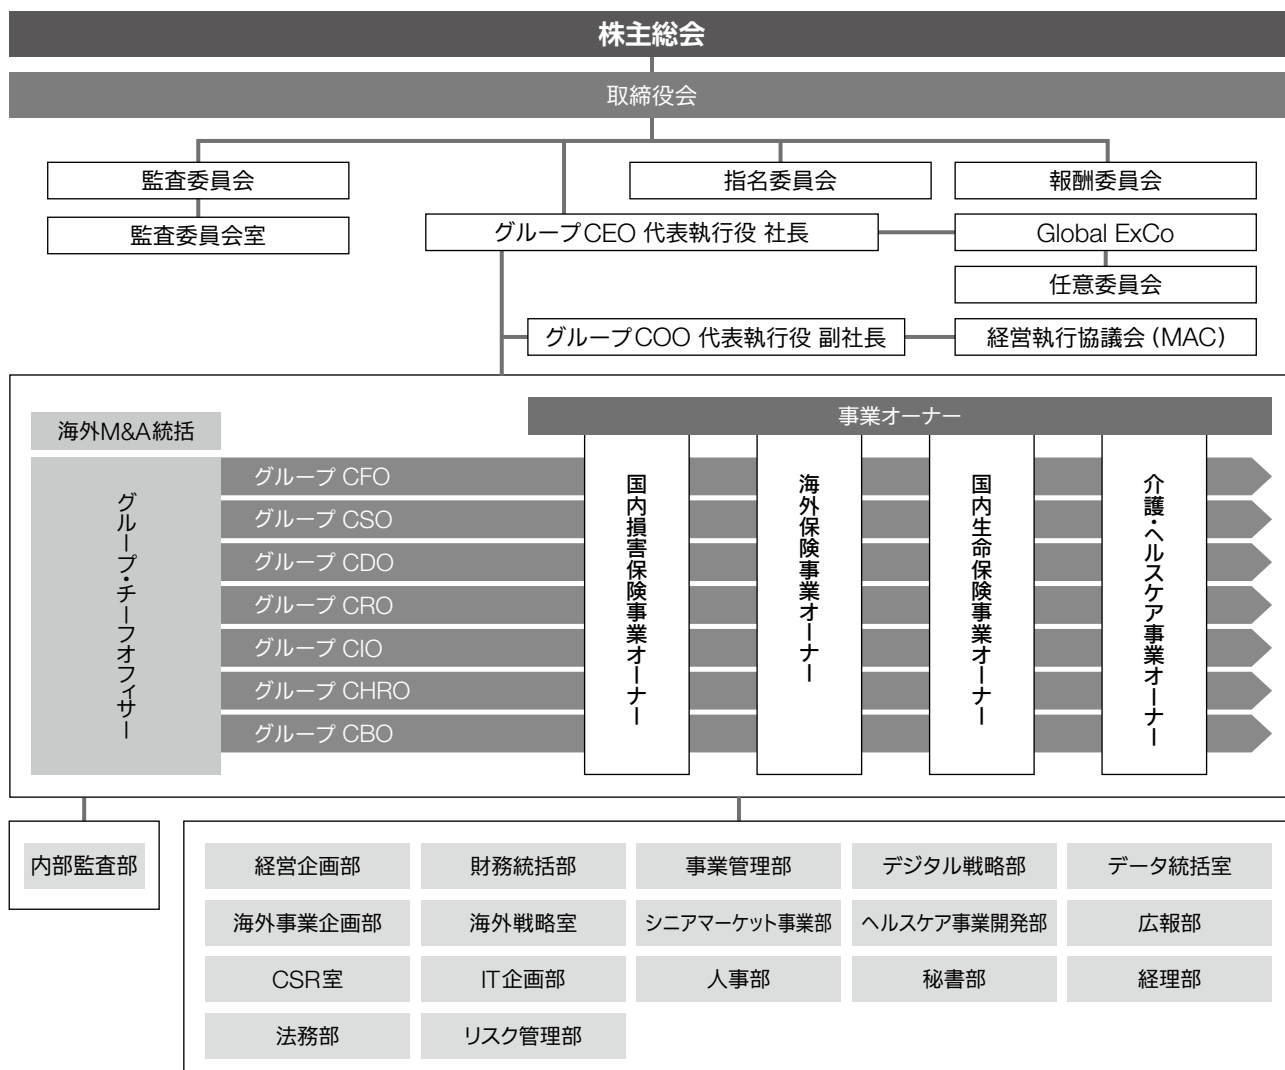 株主総会
取締役会
監査委員会
指名委員会
報酬委員会
監査委員会室
グループCEO 代表執行役 社長
Global ExCo
任意委員会
グループCOO 代表執行役 副社長
経営執行協議会（MAC）
海外M&A統括
事業オーナー
グループ・チーフオフィサー
グループ CFO
グループ CSO
グループ CDO
グループ CRO
グループ CIO
グループ CHRO
グループ CBO
国内損害保険事業オーナー
海外保険事業オーナー
国内生命保険事業オーナー
介護・ヘルスケア事業オーナー
内部監査部
経営企画部
財務統括部
事業管理部
デジタル戦略部
データ統括室
海外事業企画部
海外戦略室
シニアマーケット事業部
ヘルスケア事業開発部
広報部
CSR室
IT企画部
人事部
秘書部
経理部
法務部
リスク管理部